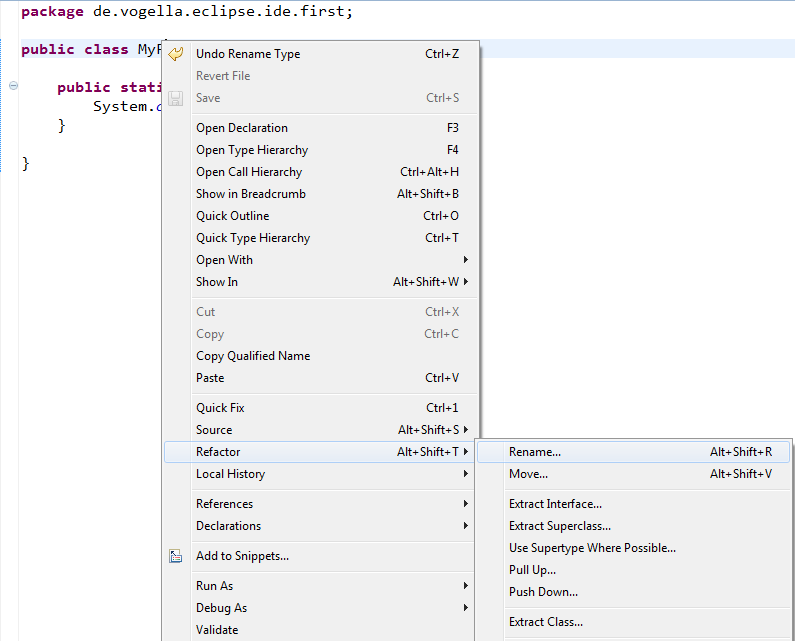 package de.vogella.eclipse.ide.first;
public class
public
System.
}
}
Undo Rename Type Ctrl+Z
Revert File
Save Ctrl+S
Open Declaration F3
Open Type Hierarchy F4
Open Call Hierarchy Ctrl+Alt+H
Show in Breadcrumb Alt+Shift+B
Quick Outline Ctrl+O
Quick Type Hierarchy Ctrl+T
Open With
Show In Alt+Shift+W
Cut Ctrl+X
Copy Ctrl+C
Copy Qualified Name
Paste Ctrl+V
Quick Fix Ctrl+1
Source Alt+Shift+S
Refactor Alt+Shift+T
Local History
References
Declarations
Add to Snippets...
Run As
Debug As
Validate
Rename... Alt+Shift+R
Move... Alt+Shift+V
Extract Interface...
Extract Superclass...
Use Supertype Where Possible...
Pull Up...
Push Down...
Extract Class...